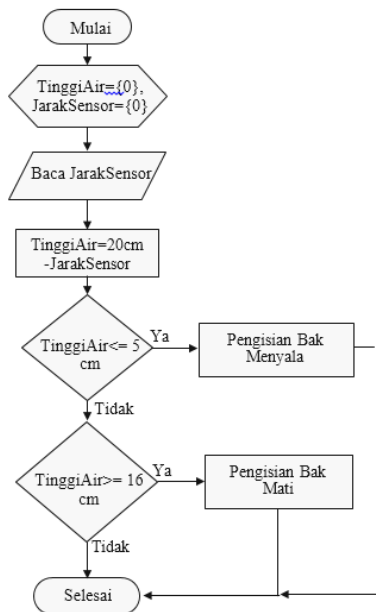 Mulai
TinggiAir={0},
JarakSensor={0}
Baca JarakSensor
TinggiAir=20cm
-JarakSensor
TinggiAir<= 5
cm
Ya
Pengisian Bak
Menyala
Tidak
TinggiAir>= 16
cm
Ya
Pengisian Bak
Mati
Tidak
Selesai